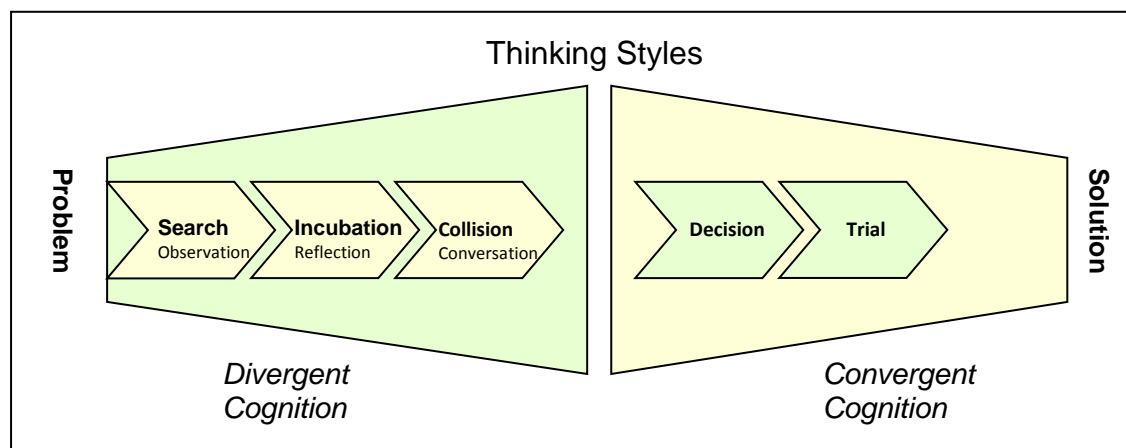 Thinking Styles
Problem
Search
Observation
Incubation
Reflection
Collision
Conversation
Decision
Trial
Solution
Divergent
Cognition
Convergent
Cognition